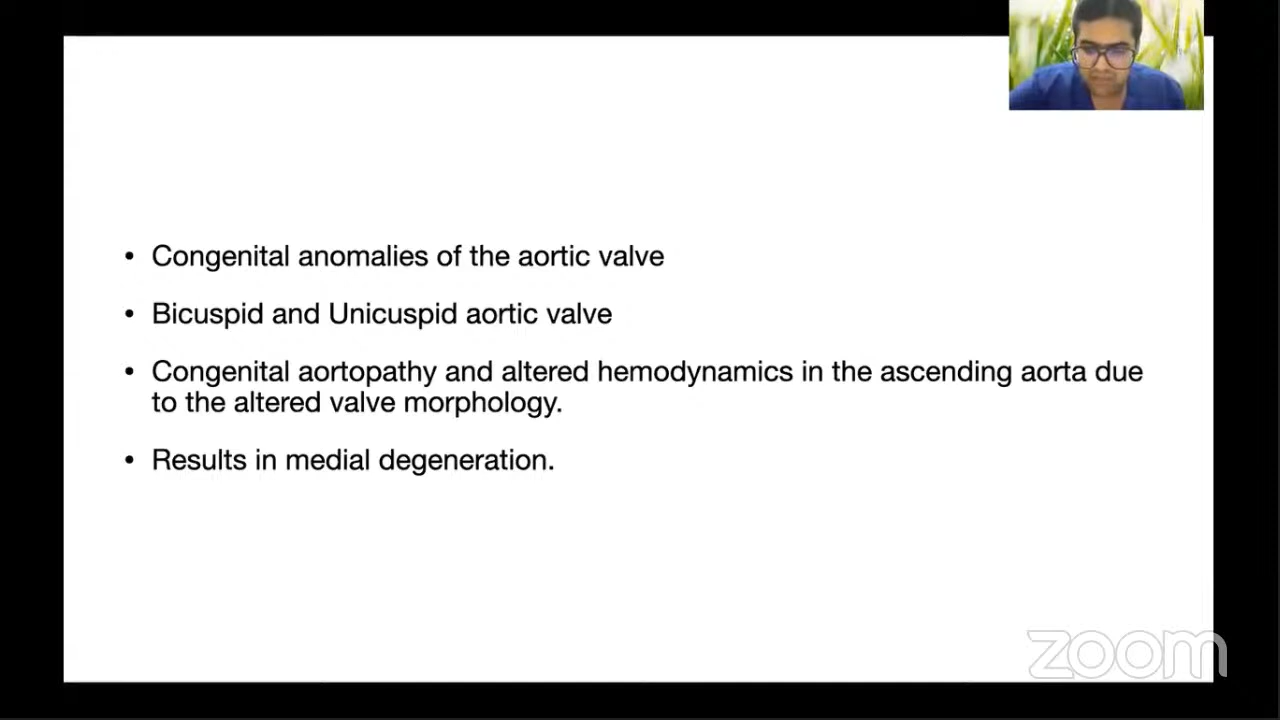 • Congenital anomalies of the aortic valve
• Bicuspid and Unicuspid aortic valve
• Congenital aortopathy and altered hemodynamics in the ascending aorta due
to the altered valve morphology.
• Results in medial degeneration.
zoom